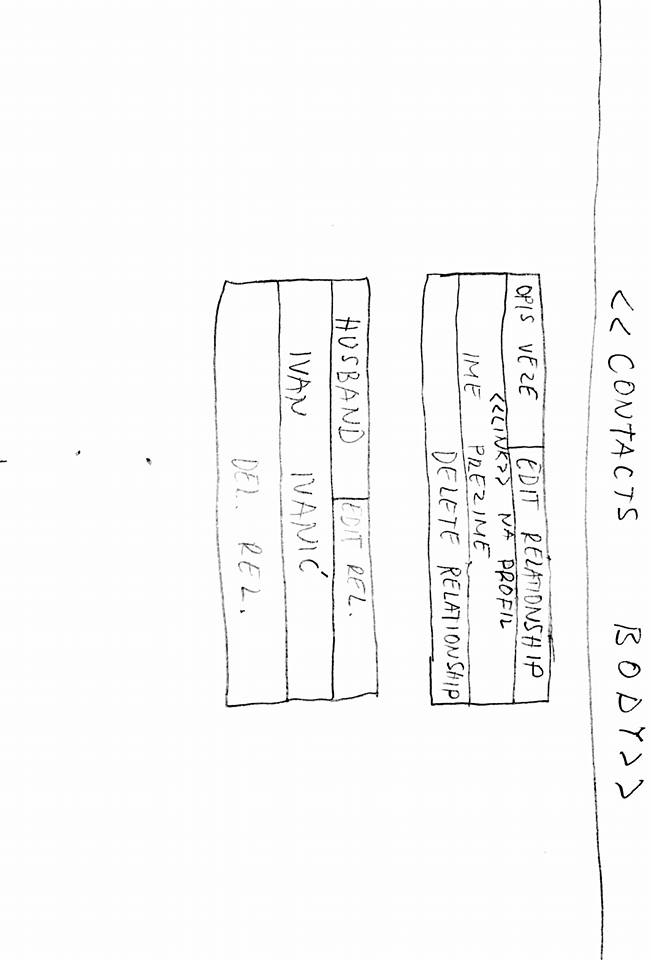 << CONTACTS BODY>>
OPIS VEZE EDIT RELATIONSHIP
<<LINK>> NA PROFIL
IME PREZIME
DELETE RELATIONSHIP
HUSBAND EDIT REL.
IVAN IVANIĆ
DEL. REL.